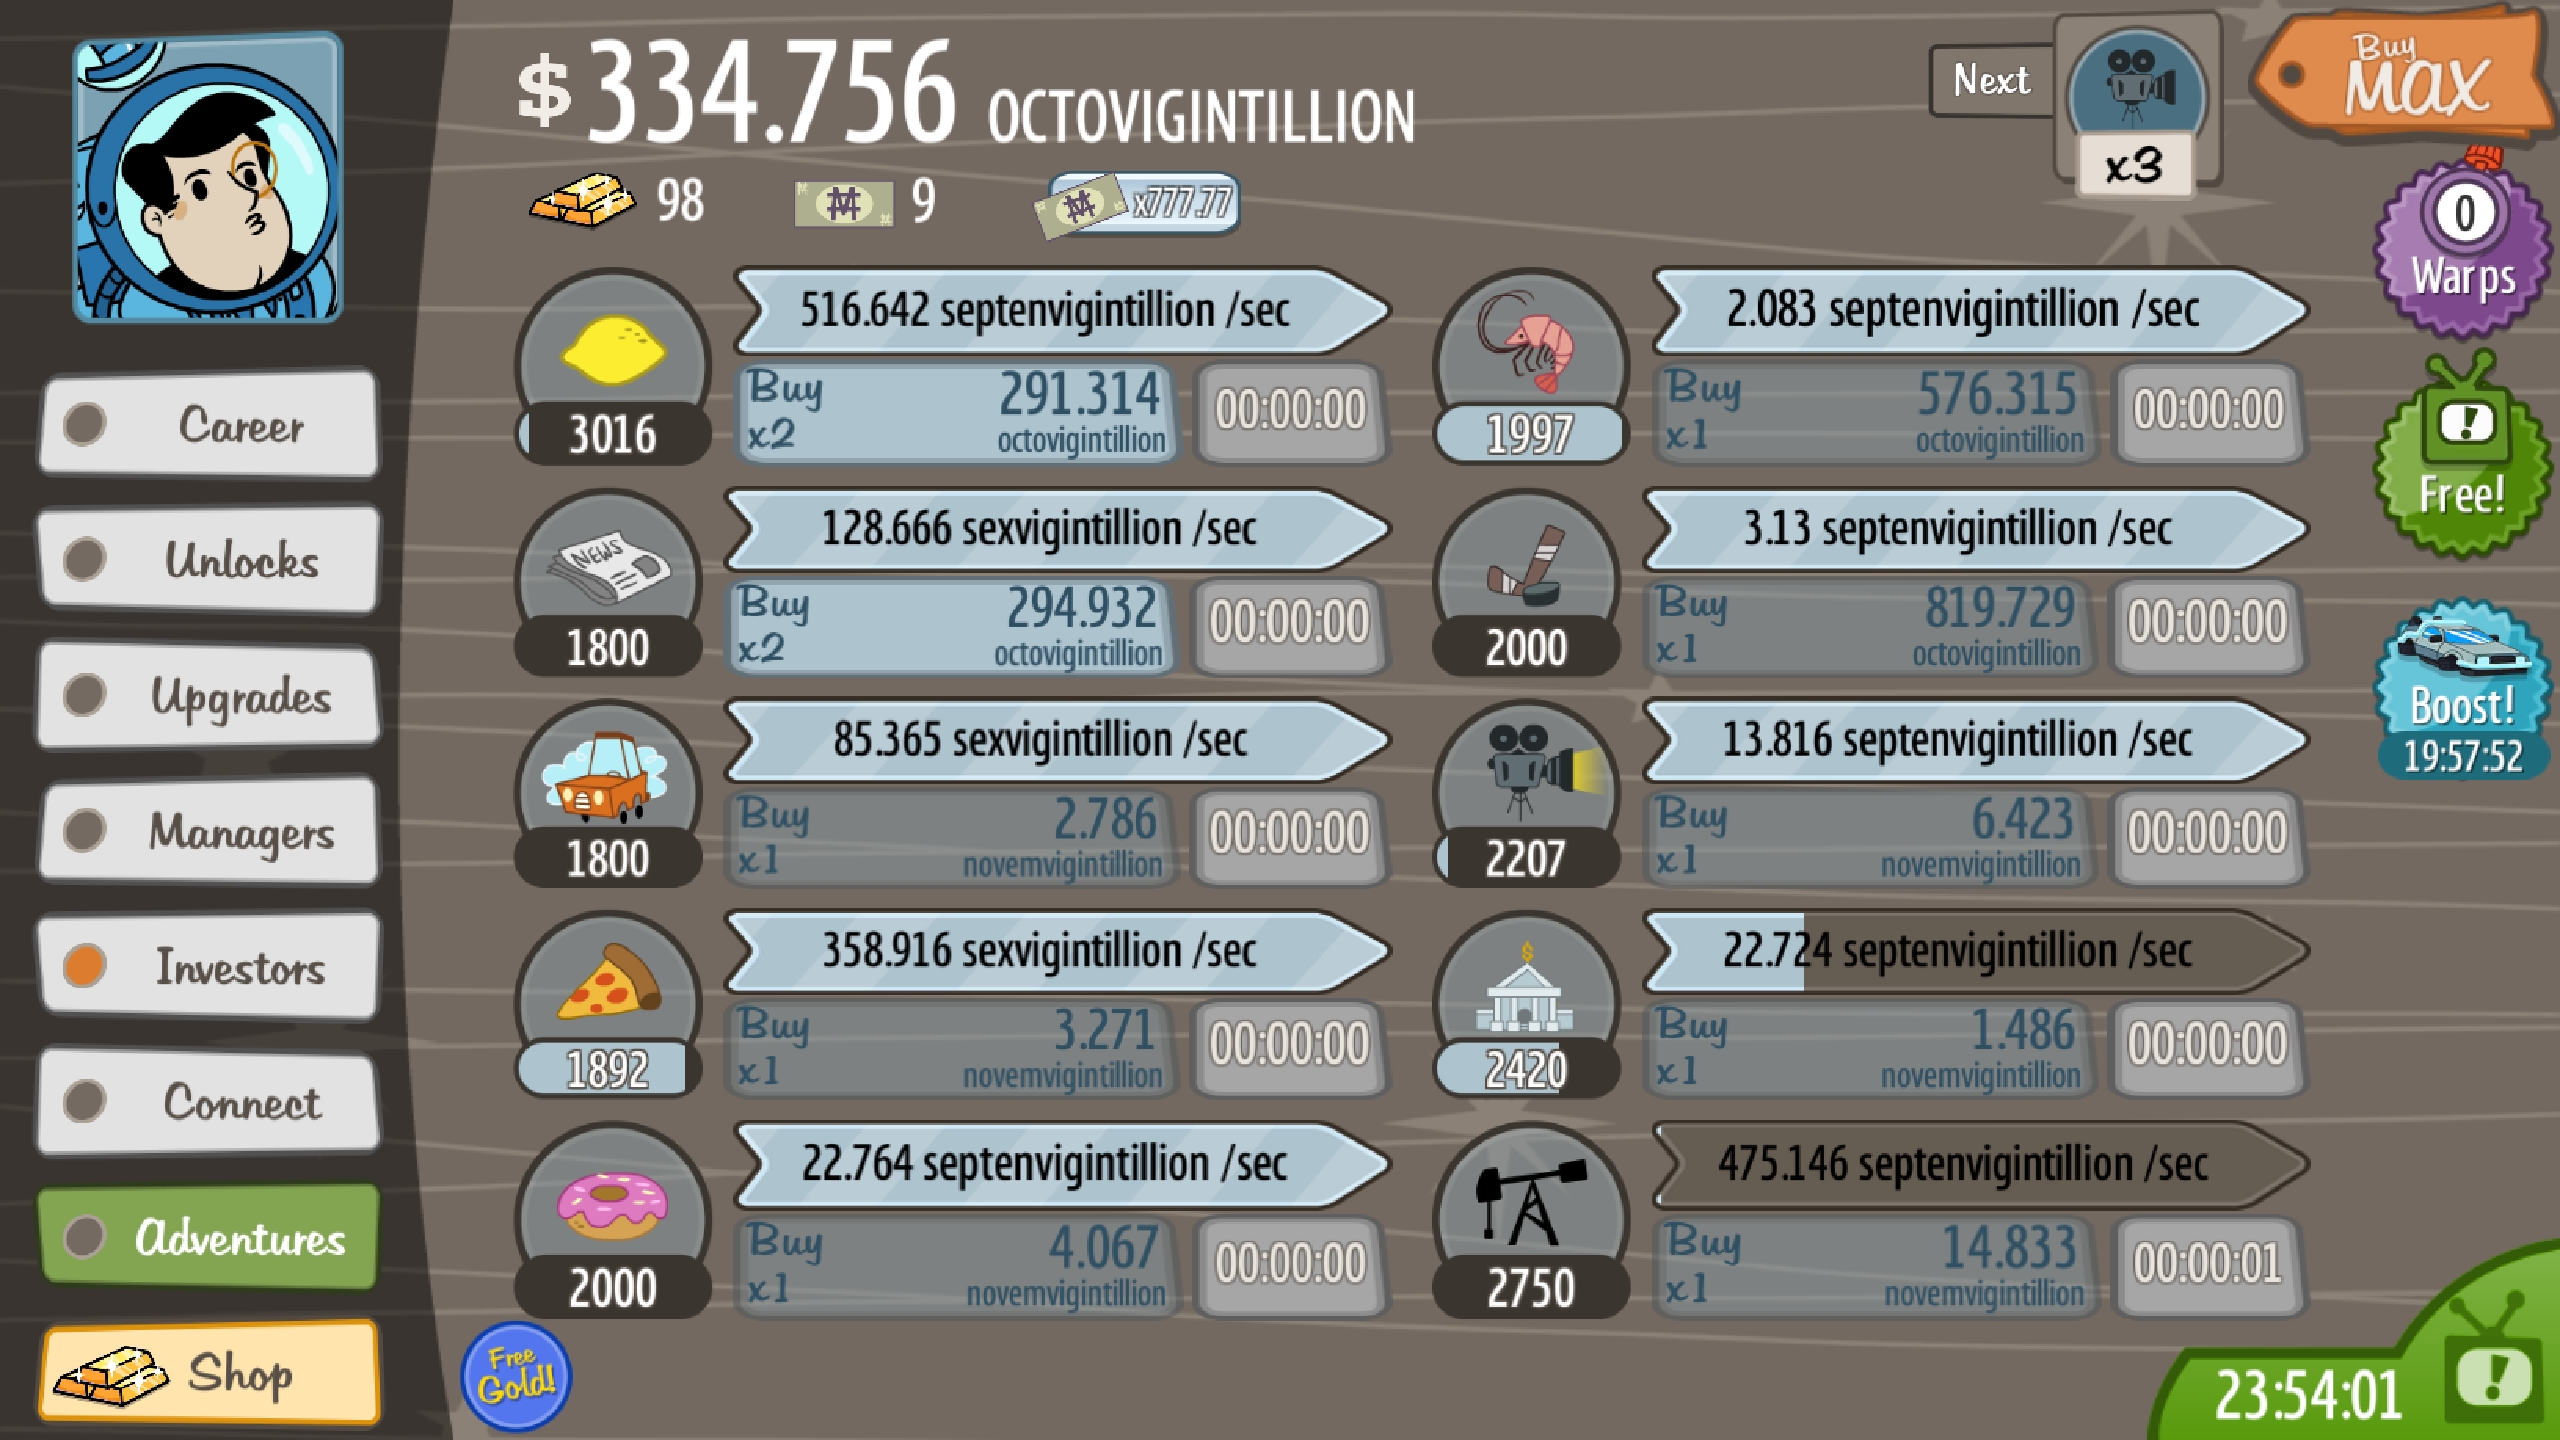 $334.756 OCTOVIGINTILLION
98
9
x777.77
Next
x3
Buy
MAX
0
Warps
!
Free!
Boost!
19:57:52
Career
Unlocks
Upgrades
Managers
Investors
Connect
Adventures
Shop
516.642 septenvigintillion /sec
Buy
x2
291.314
octovigintillion
00:00:00
3016
NEWS
128.666 sexvigintillion /sec
Buy
x2
294.932
octovigintillion
00:00:00
1800
85.365 sexvigintillion /sec
Buy
x1
2.786
novemvigintillion
00:00:00
1800
358.916 sexvigintillion /sec
Buy
x1
3.271
novemvigintillion
00:00:00
1892
22.764 septenvigintillion /sec
Buy
x1
4.067
novemvigintillion
00:00:00
2000
2.083 septenvigintillion /sec
Buy
x1
576.315
octovigintillion
00:00:00
1997
3.13 septenvigintillion /sec
Buy
x1
819.729
octovigintillion
00:00:00
2000
13.816 septenvigintillion /sec
Buy
x1
6.423
novemvigintillion
00:00:00
2207
$
22.724 septenvigintillion /sec
Buy
x1
1.486
novemvigintillion
00:00:00
2420
475.146 septenvigintillion /sec
Buy
x1
14.833
novemvigintillion
00:00:01
2750
Free
Gold!
23:54:01
!